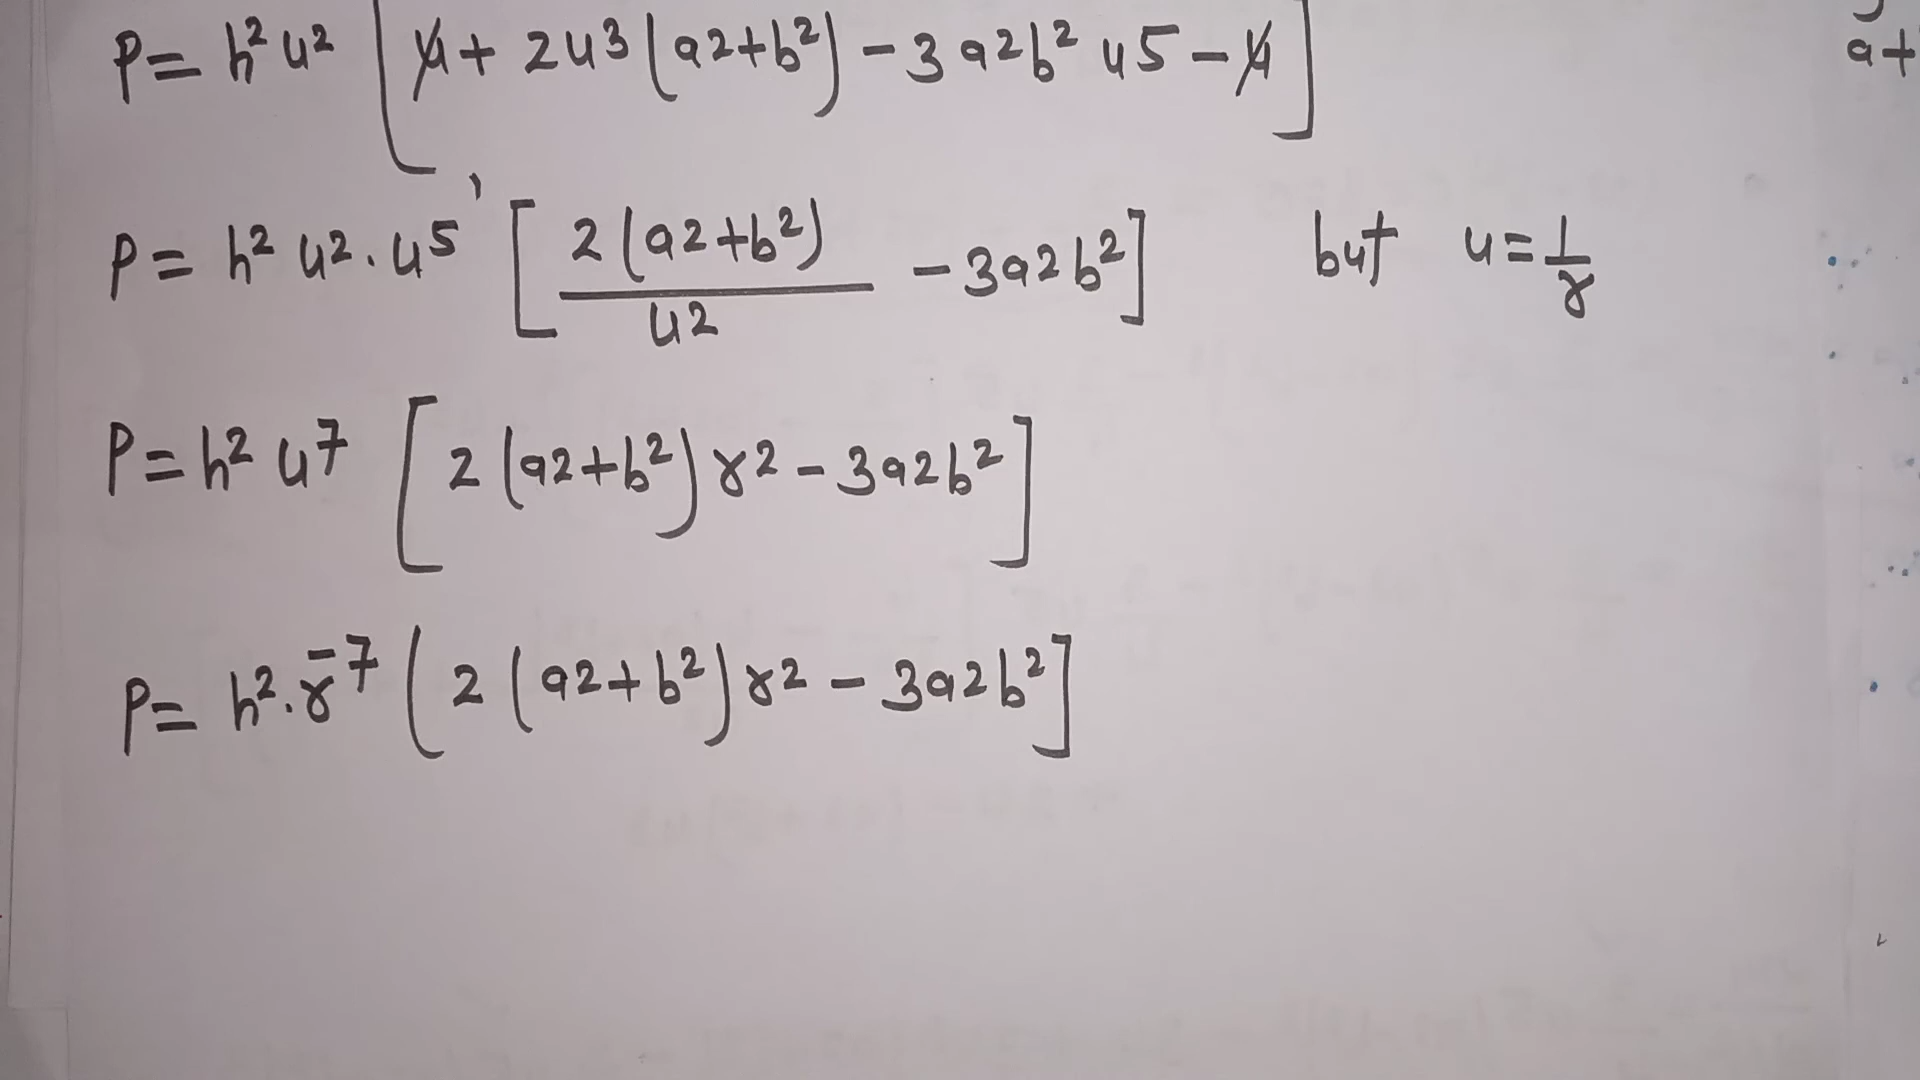 P = h² u² [u + 2u3 (a2+b²) - 3a2b² u5 - u] a+
P = h² u2. u5 [2(a2+b²)/u2 - 3a2b²] but u = 1/r
P = h² u7 [2(a2+b²) r2 - 3a2b²]
P = h². r-7 (2(a2+b²) r2 - 3a2b²]